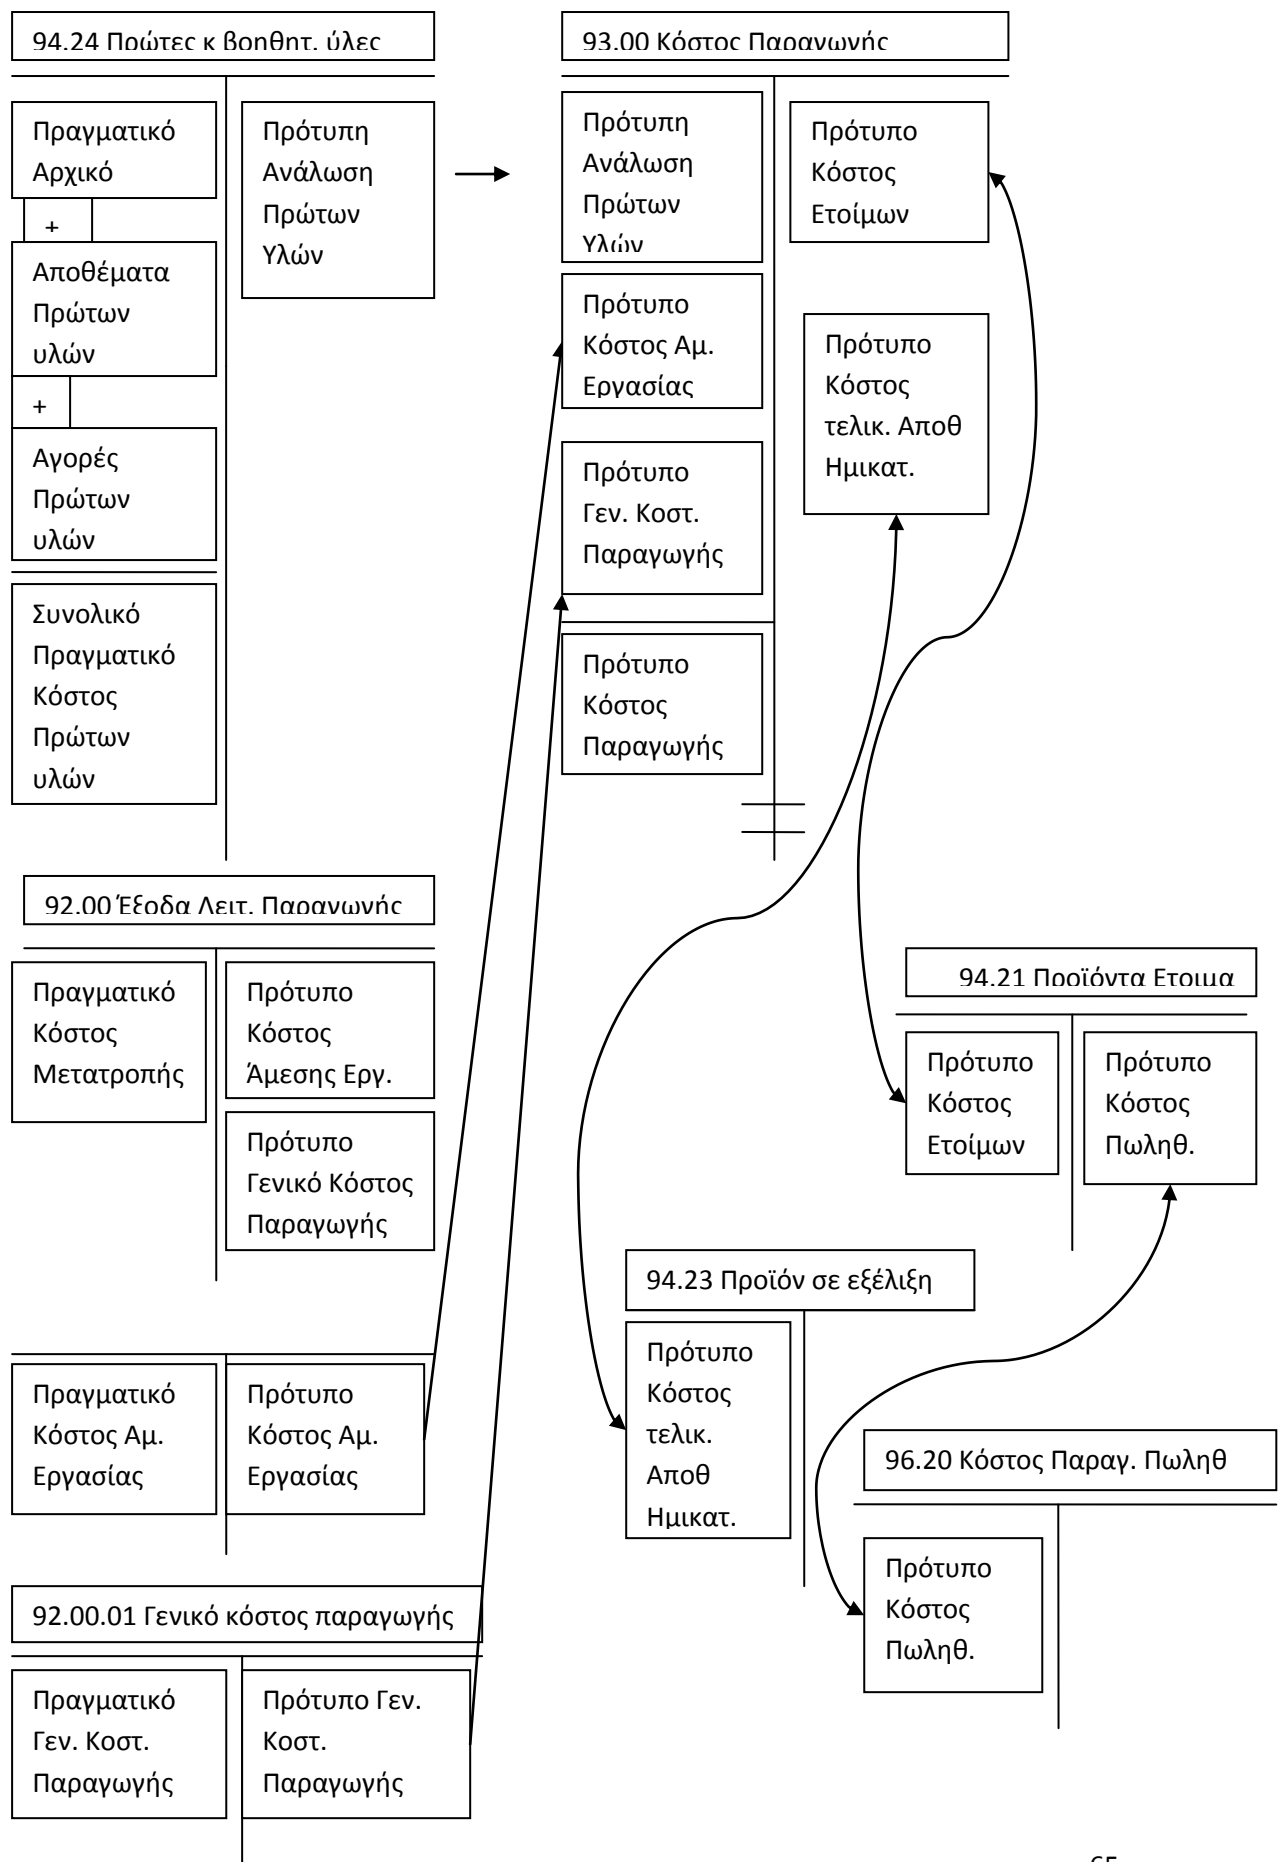 94.24 Πρώτες κ βοηθητ. ύλες
Πραγματικό
Αρχικό
+
Αποθέματα
Πρώτων
υλών
+
Αγορές
Πρώτων
υλών
Συνολικό
Πραγματικό
Κόστος
Πρώτων
υλών
Πρότυπη
Ανάλωση
Πρώτων
Υλών
93.00 Κόστος Παραγωγής
Πρότυπη
Ανάλωση
Πρώτων
Υλών
Πρότυπο
Κόστος Αμ.
Εργασίας
Πρότυπο
Γεν. Κοστ.
Παραγωγής
Πρότυπο
Κόστος
Παραγωγής
Πρότυπο
Κόστος
Ετοίμων
Πρότυπο
Κόστος
τελικ. Αποθ
Ημικατ.
92.00 Έξοδα Λειτ. Παραγωγής
Πραγματικό
Κόστος
Μετατροπής
Πρότυπο
Κόστος
Άμεσης Εργ.
Πρότυπο
Γενικό Κόστος
Παραγωγής
Πραγματικό
Κόστος Αμ.
Εργασίας
Πρότυπο
Κόστος Αμ.
Εργασίας
92.00.01 Γενικό κόστος παραγωγής
Πραγματικό
Γεν. Κοστ.
Παραγωγής
Πρότυπο Γεν.
Κοστ.
Παραγωγής
94.21 Προϊόντα Ετοιμα
Πρότυπο
Κόστος
Ετοίμων
Πρότυπο
Κόστος
Πωληθ.
94.23 Προϊόν σε εξέλιξη
Πρότυπο
Κόστος
τελικ.
Αποθ
Ημικατ.
96.20 Κόστος Παραγ. Πωληθ
Πρότυπο
Κόστος
Πωληθ.